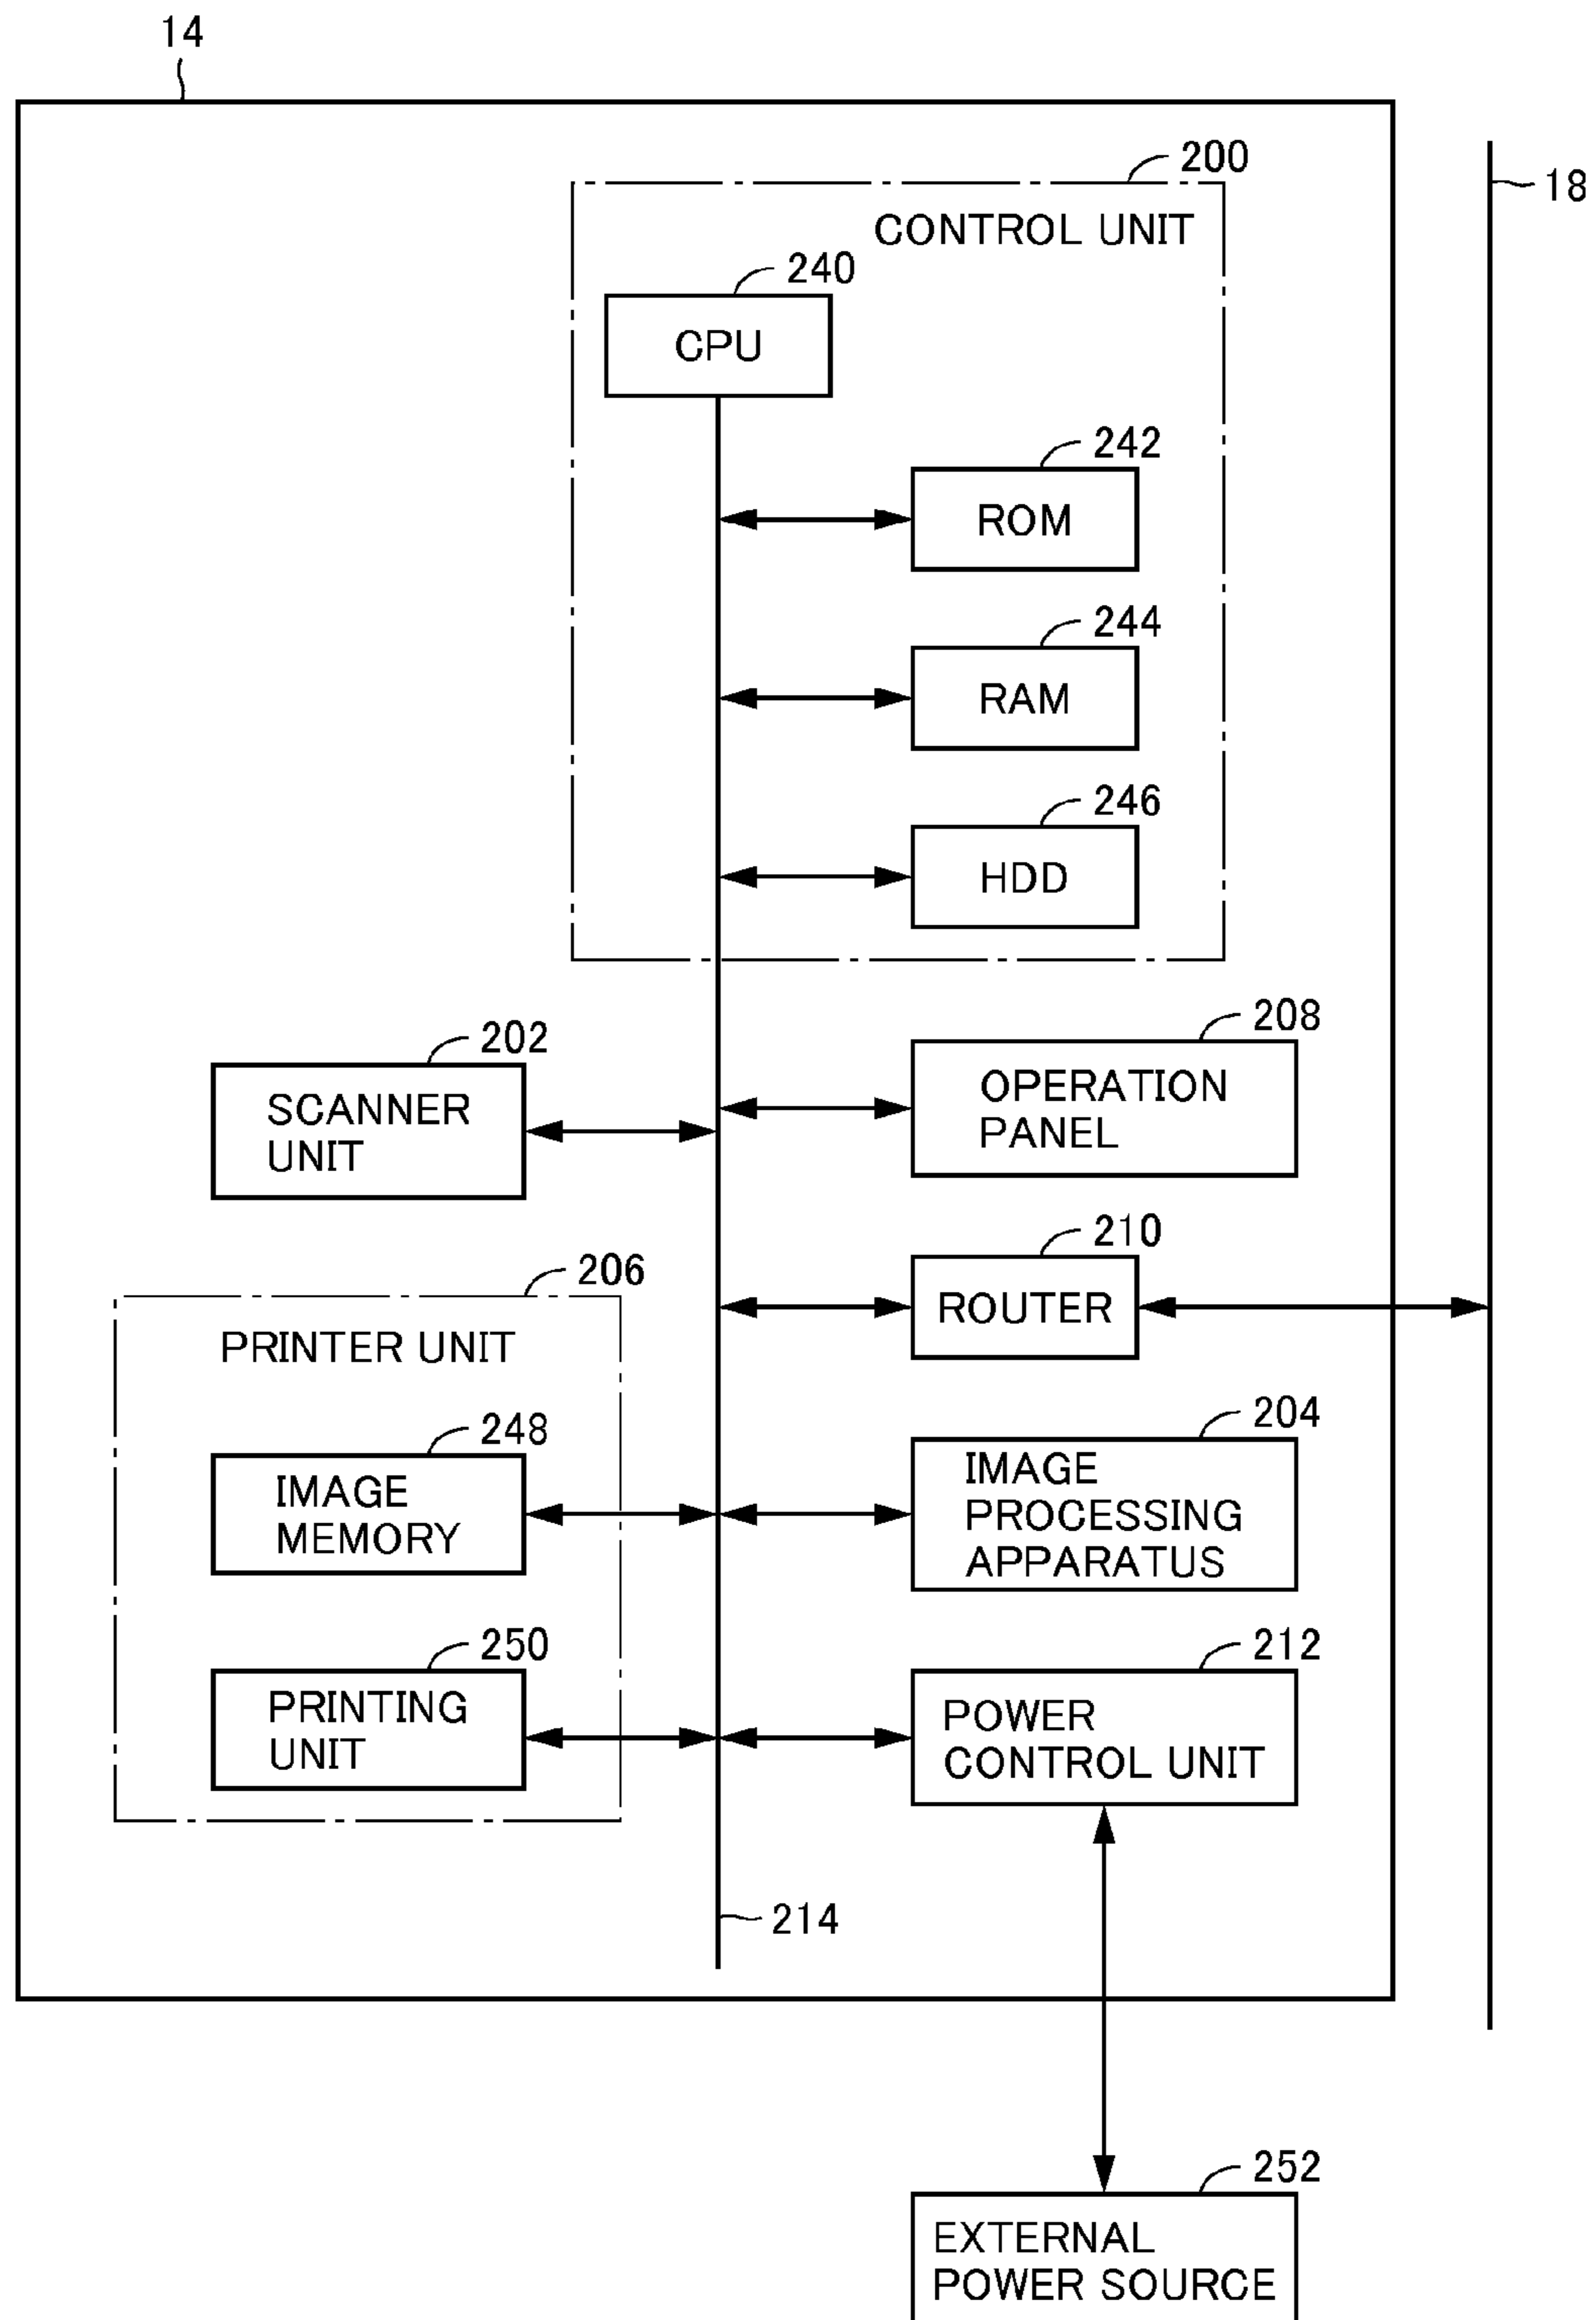 14
200
18
CONTROL UNIT
240
CPU
242
ROM
244
RAM
246
HDD
202
SCANNER
UNIT
208
OPERATION
PANEL
210
ROUTER
206
PRINTER UNIT
204
IMAGE
PROCESSING
APPARATUS
248
IMAGE
MEMORY
250
PRINTING
UNIT
212
POWER
CONTROL UNIT
214
252
EXTERNAL
POWER SOURCE